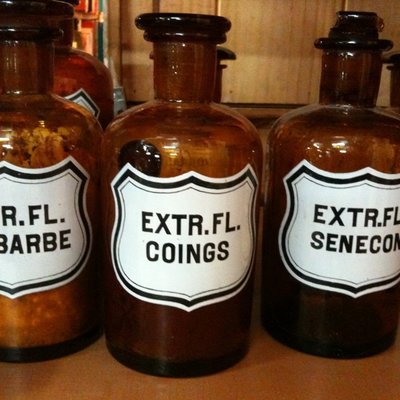 R.FL.
BARBE
EXTR.FL.
COINGS
EXTR.FL
SENECON